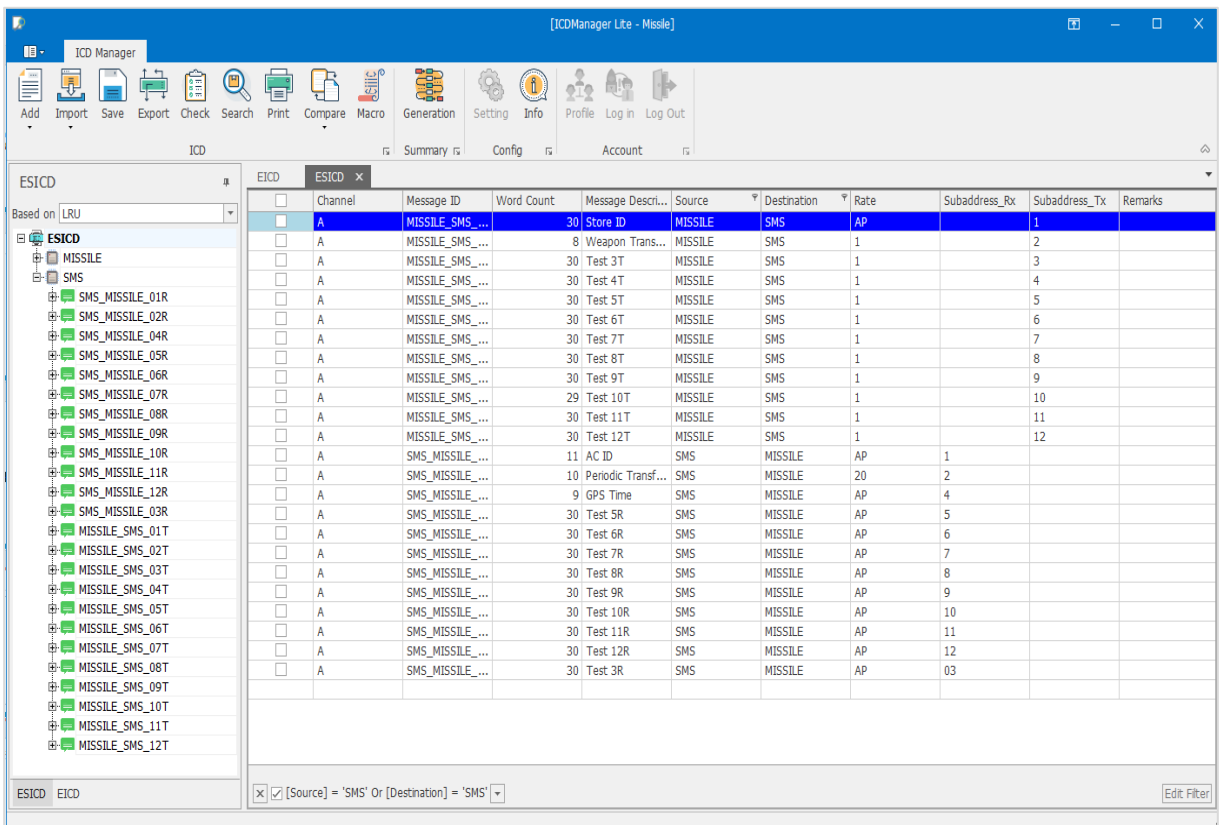 [ICDManager Lite - Missile]
ICD Manager
Add Import Save Export Check Search Print Compare Macro Generation Setting Info Profile Log in Log Out
ICD Summary Config Account
ESICD
Based on LRU
ESICD
MISSILE
SMS
SMS_MISSILE_01R
SMS_MISSILE_02R
SMS_MISSILE_04R
SMS_MISSILE_05R
SMS_MISSILE_06R
SMS_MISSILE_07R
SMS_MISSILE_08R
SMS_MISSILE_09R
SMS_MISSILE_10R
SMS_MISSILE_11R
SMS_MISSILE_12R
SMS_MISSILE_03R
MISSILE_SMS_01T
MISSILE_SMS_02T
MISSILE_SMS_03T
MISSILE_SMS_04T
MISSILE_SMS_05T
MISSILE_SMS_06T
MISSILE_SMS_07T
MISSILE_SMS_08T
MISSILE_SMS_09T
MISSILE_SMS_10T
MISSILE_SMS_11T
MISSILE_SMS_12T
ESICD EICD
EICD ESICD X
Channel Message ID Word Count Message Descri... Source Destination Rate Subaddress_Rx Subaddress_Tx Remarks
A MISSILE_SMS_... 30 Store ID MISSILE SMS AP 1
A MISSILE_SMS_... 8 Weapon Trans... MISSILE SMS 1 2
A MISSILE_SMS_... 30 Test 3T MISSILE SMS 1 3
A MISSILE_SMS_... 30 Test 4T MISSILE SMS 1 4
A MISSILE_SMS_... 30 Test 5T MISSILE SMS 1 5
A MISSILE_SMS_... 30 Test 6T MISSILE SMS 1 6
A MISSILE_SMS_... 30 Test 7T MISSILE SMS 1 7
A MISSILE_SMS_... 30 Test 8T MISSILE SMS 1 8
A MISSILE_SMS_... 30 Test 9T MISSILE SMS 1 9
A MISSILE_SMS_... 29 Test 10T MISSILE SMS 1 10
A MISSILE_SMS_... 30 Test 11T MISSILE SMS 1 11
A MISSILE_SMS_... 30 Test 12T MISSILE SMS 1 12
A SMS_MISSILE_... 11 AC ID SMS MISSILE AP 1
A SMS_MISSILE_... 10 Periodic Transf... SMS MISSILE 20 2
A SMS_MISSILE_... 9 GPS Time SMS MISSILE AP 4
A SMS_MISSILE_... 30 Test 5R SMS MISSILE AP 5
A SMS_MISSILE_... 30 Test 6R SMS MISSILE AP 6
A SMS_MISSILE_... 30 Test 7R SMS MISSILE AP 7
A SMS_MISSILE_... 30 Test 8R SMS MISSILE AP 8
A SMS_MISSILE_... 30 Test 9R SMS MISSILE AP 9
A SMS_MISSILE_... 30 Test 10R SMS MISSILE AP 10
A SMS_MISSILE_... 30 Test 11R SMS MISSILE AP 11
A SMS_MISSILE_... 30 Test 12R SMS MISSILE AP 12
A SMS_MISSILE_... 30 Test 3R SMS MISSILE AP 03
[Source] = 'SMS' Or [Destination] = 'SMS' Edit Filter